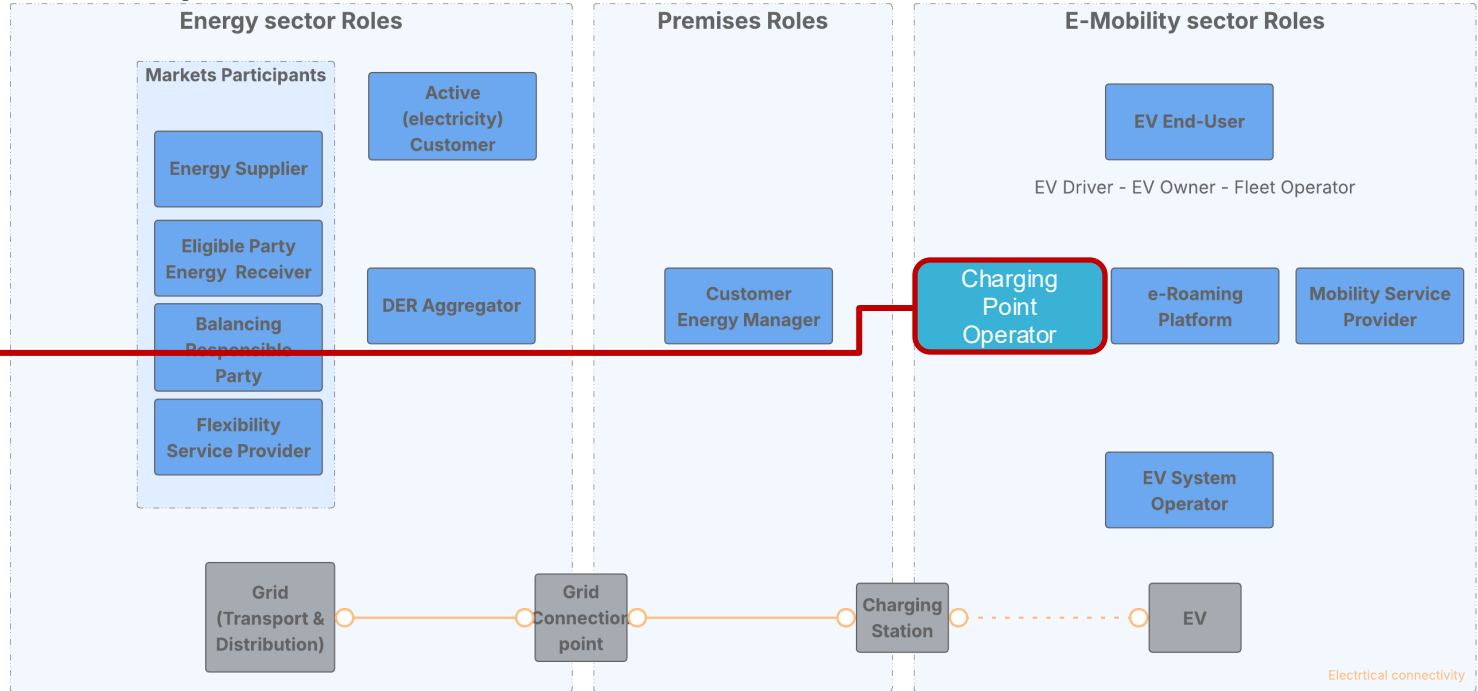 Energy sector Roles
Premises Roles
E-Mobility sector Roles
Markets Participants
Energy Supplier
Eligible Party
Energy Receiver
Balancing
Responsible
Party
Flexibility
Service Provider
Active
(electricity)
Customer
DER Aggregator
Customer
Energy Manager
EV End-User
EV Driver - EV Owner - Fleet Operator
Charging
Point
Operator
e-Roaming
Platform
Mobility Service
Provider
EV System
Operator
Grid
(Transport &
Distribution)
Grid
Connection
point
Charging
Station
EV
Electrtical connectivity